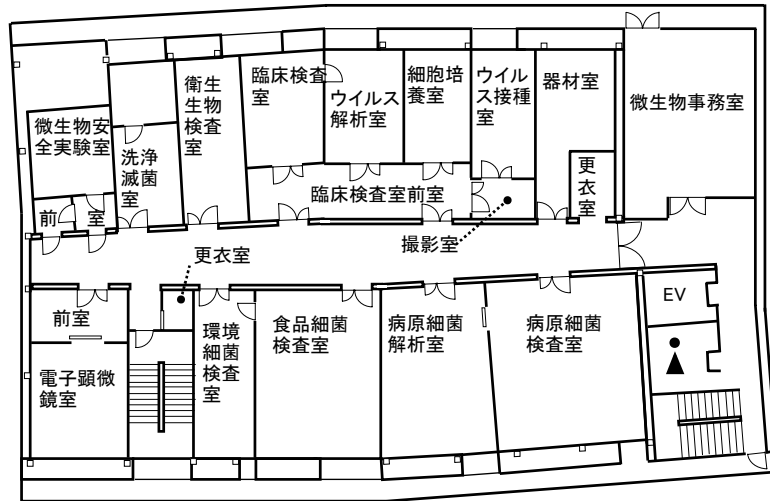 臨床検査
室
衛生
生物
検査
室
ウイルス
解析室
細胞培
養室
ウイル
ス接種
室
器材室
微生物事務室
微生物安
全実験室
洗浄
滅菌
室
臨床検査室前室
更
衣
室
前
室
撮影室
更衣室
EV
前室
環境
細菌
検査
室
食品細菌
検査室
病原細菌
解析室
病原細菌
検査室
電子顕微
鏡室